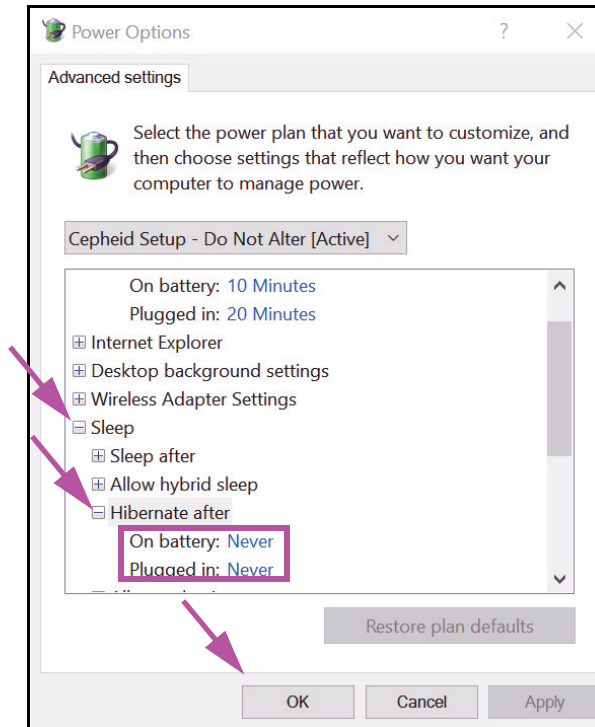 Power Options
Advanced settings
Select the power plan that you want to customize, and
then choose settings that reflect how you want your
computer to manage power.
Cepheid Setup - Do Not Alter [Active]
On battery: 10 Minutes
Plugged in: 20 Minutes
Internet Explorer
Desktop background settings
Wireless Adapter Settings
Sleep
Sleep after
Allow hybrid sleep
Hibernate after
On battery: Never
Plugged in: Never
Restore plan defaults
OK Cancel Apply